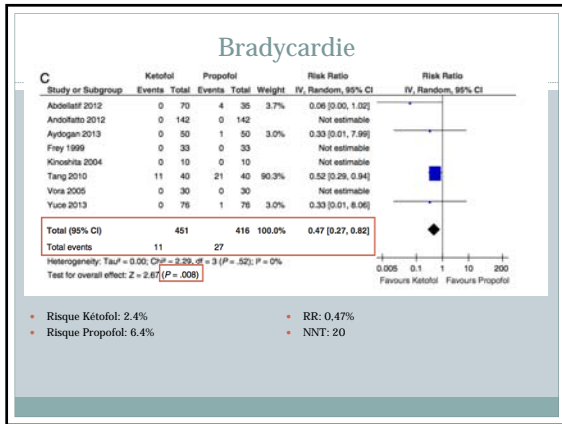 Bradycardie
C
Ketofol Propofol Risk Ratio Risk Ratio
Study or Subgroup Events Total Events Total Weight IV, Random, 95% CI IV, Random, 95% CI
Abdellatif 2012 0 70 4 35 3.7% 0.06 [0.00, 1.02]
Andolfatto 2012 0 142 0 142 Not estimable
Aydogan 2013 0 50 1 50 3.0% 0.33 [0.01, 7.99]
Frey 1999 0 33 0 33 Not estimable
Kinoshita 2004 0 10 0 10 Not estimable
Tang 2010 11 40 21 40 90.3% 0.52 [0.29, 0.94]
Vora 2005 0 30 0 30 Not estimable
Yuce 2013 0 76 1 76 3.0% 0.33 [0.01, 8.06]
Total (95% CI) 451 416 100.0% 0.47 [0.27, 0.82]
Total events 11 27
Heterogeneity: Tau² = 0.00; Chi² = 2.29, df = 3 (P = .52); I² = 0%
Test for overall effect: Z = 2.67 (P = .008)
0.005 0.1 1 10 200
Favours Ketofol Favours Propofol
• Risque Kétofol: 2.4%
• Risque Propofol: 6.4%
• RR: 0,47%
• NNT: 20